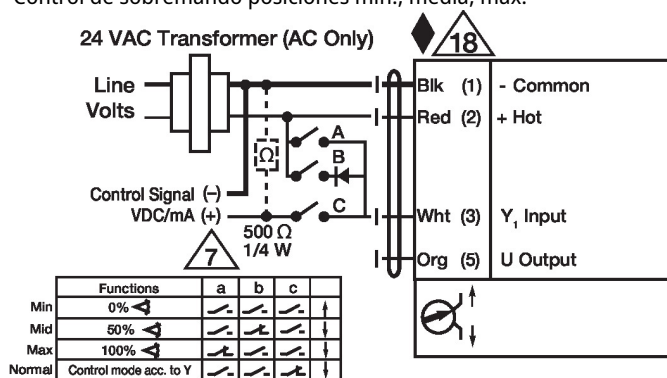 Control de sobremando posiciones mín., media, máx.
24 VAC Transformer (AC Only)
18
Line
Volts
Blk (1) - Common
Red (2) + Hot
A
B
Ω
Control Signal (–)
VDC/mA (+)
C
Wht (3) Y1 Input
500 Ω
1/4 W
7
Org (5) U Output
Functions a b c
Min 0%
Mid 50%
Max 100%
Normal Control mode acc. to Y